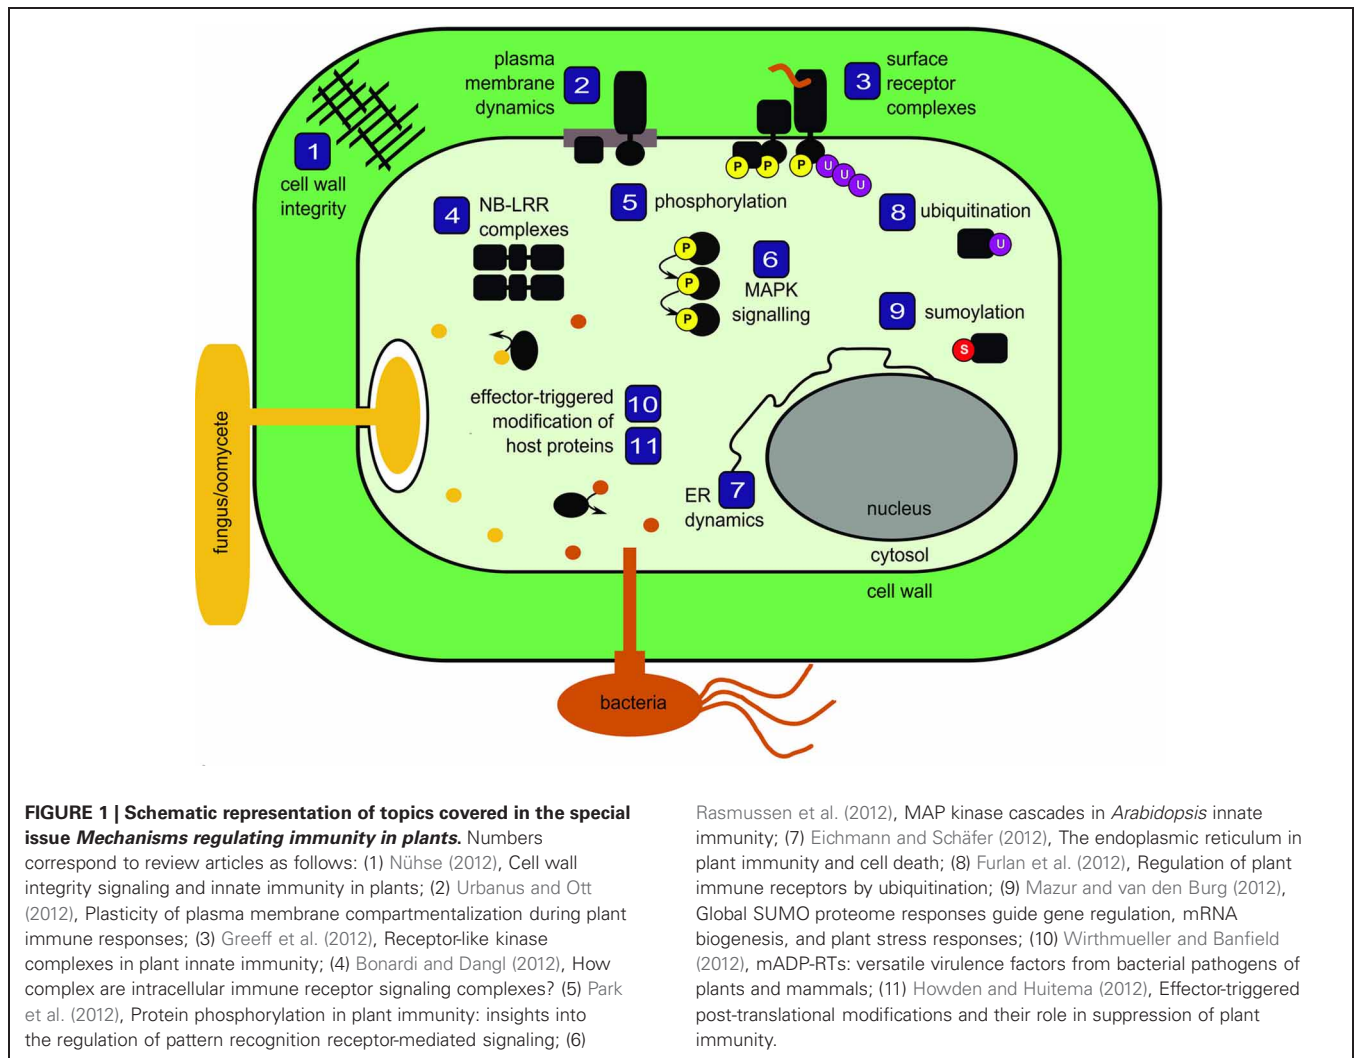 plasma
membrane
dynamics
2
3
surface
receptor
complexes
1
cell wall
integrity
P
P
P
U
U
U
4
NB-LRR
complexes
5
phosphorylation
8
ubiquitination
U
P
P
P
6
MAPK
signalling
9
sumoylation
S
effector-triggered
modification of
host proteins
10
11
ER
dynamics
7
nucleus
cytosol
cell wall
fungus/oomycete
bacteria
FIGURE 1 | Schematic representation of topics covered in the special
issue Mechanisms regulating immunity in plants. Numbers
correspond to review articles as follows: (1) Nühse (2012), Cell wall
integrity signaling and innate immunity in plants; (2) Urbanus and Ott
(2012), Plasticity of plasma membrane compartmentalization during plant
immune responses; (3) Greeff et al. (2012), Receptor-like kinase
complexes in plant innate immunity; (4) Bonardi and Dangl (2012), How
complex are intracellular immune receptor signaling complexes? (5) Park
et al. (2012), Protein phosphorylation in plant immunity: insights into
the regulation of pattern recognition receptor-mediated signaling; (6)
Rasmussen et al. (2012), MAP kinase cascades in Arabidopsis innate
immunity; (7) Eichmann and Schäfer (2012), The endoplasmic reticulum in
plant immunity and cell death; (8) Furlan et al. (2012), Regulation of plant
immune receptors by ubiquitination; (9) Mazur and van den Burg (2012),
Global SUMO proteome responses guide gene regulation, mRNA
biogenesis, and plant stress responses; (10) Wirthmueller and Banfield
(2012), mADP-RTs: versatile virulence factors from bacterial pathogens of
plants and mammals; (11) Howden and Huitema (2012), Effector-triggered
post-translational modifications and their role in suppression of plant
immunity.